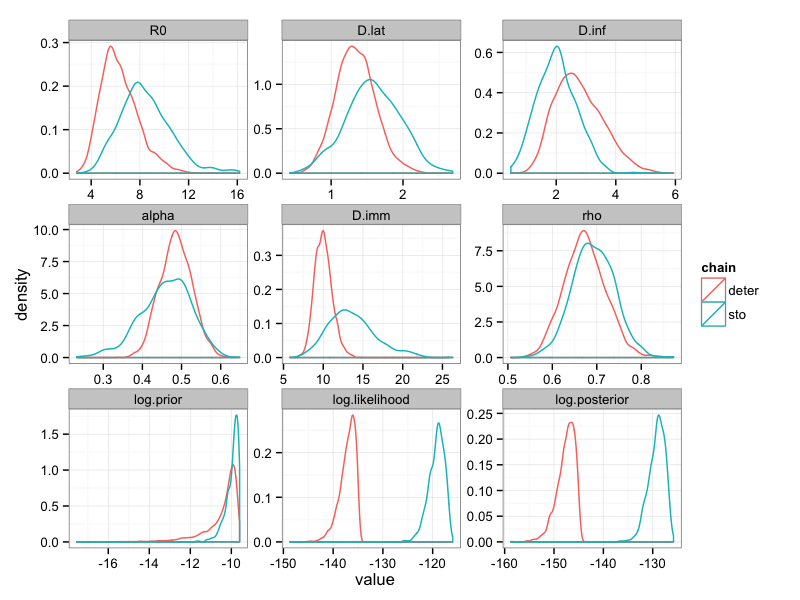 R0 D.lat D.inf
0.3
0.2
0.1
0.0
4 8 12 16
1.0
0.5
0.0
1 2
0.6
0.4
0.2
0.0
2 4 6
alpha D.imm rho
10.0
7.5
5.0
2.5
0.0
0.3 0.4 0.5 0.6
0.3
0.2
0.1
0.0
5 10 15 20 25
7.5
5.0
2.5
0.0
0.5 0.6 0.7 0.8
log.prior log.likelihood log.posterior
1.5
1.0
0.5
0.0
-16 -14 -12 -10
0.2
0.1
0.0
-150 -140 -130 -120
0.25
0.20
0.15
0.10
0.05
0.00
-160 -150 -140 -130
density
value
chain
deter
sto